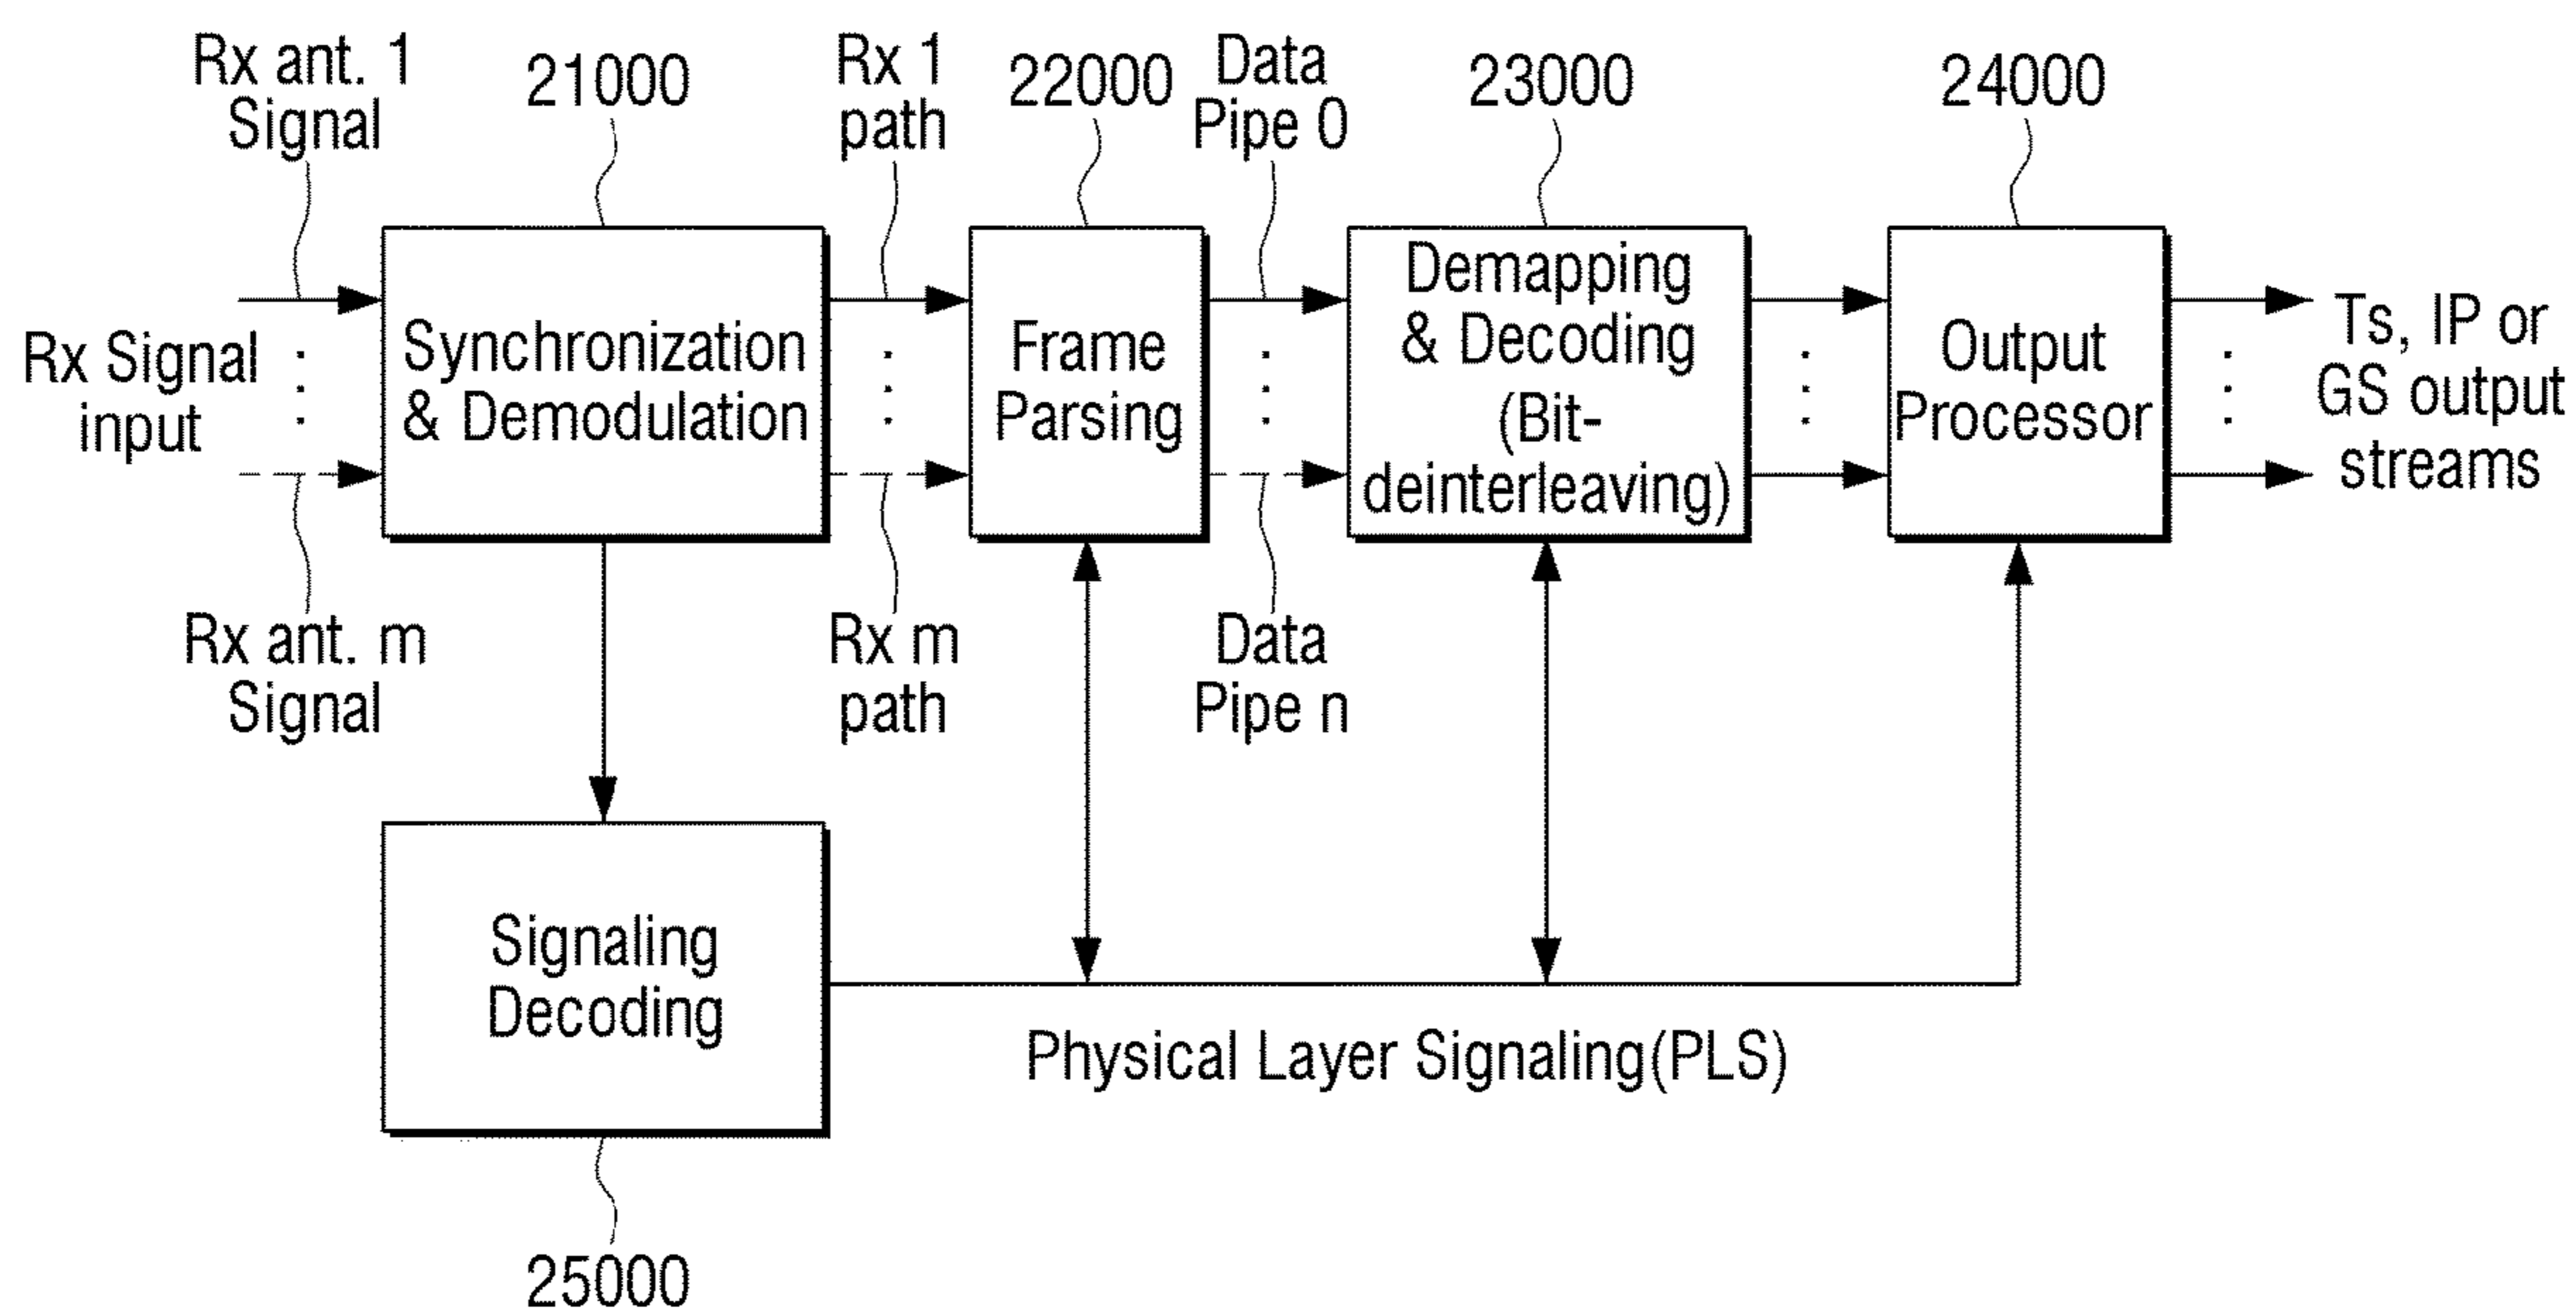 Rx ant. 1
Signal
21000
Rx 1
path
22000
Data
Pipe 0
23000
24000
Rx Signal
input
Synchronization
& Demodulation
Frame
Parsing
Demapping
& Decoding
(Bit-
deinterleaving)
Output
Processor
Ts, IP or
GS output
streams
Rx ant. m
Signal
Rx m
path
Data
Pipe n
Signaling
Decoding
Physical Layer Signaling(PLS)
25000